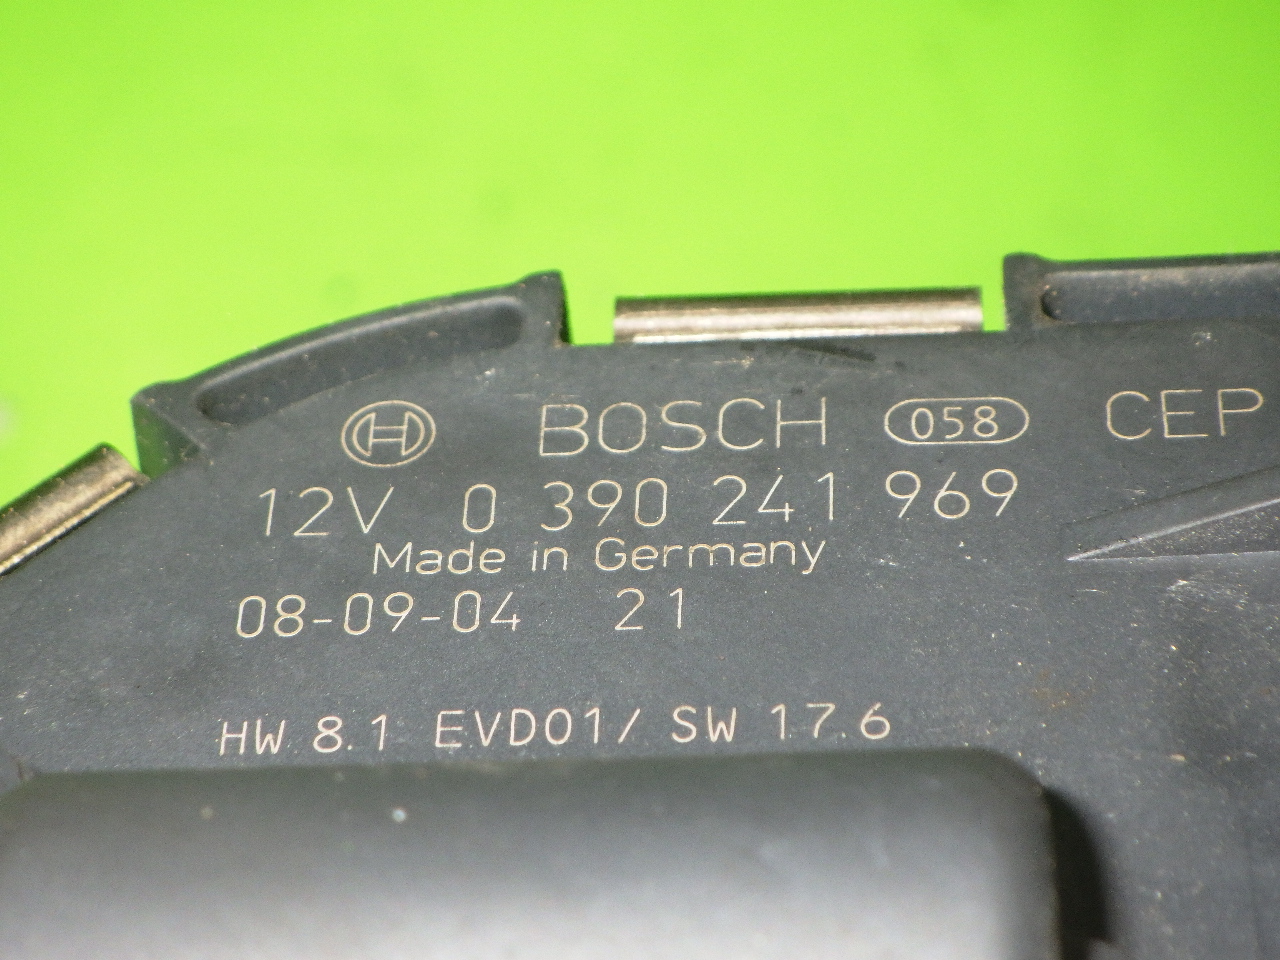 BOSCH 058 CEP
12V 0 390 241 969
Made in Germany
08-09-04 21
HW 8.1 EVD01/ SW 17.6